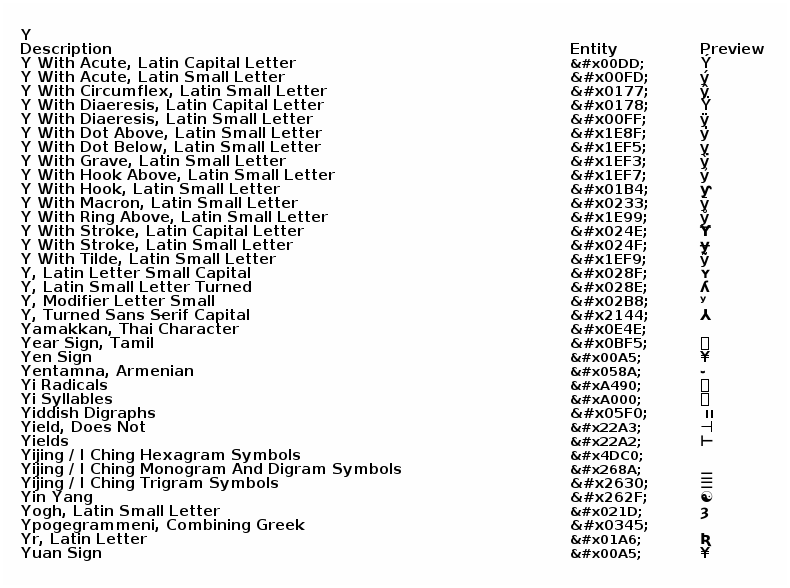 Y
Description Entity Preview
Y With Acute, Latin Capital Letter &#x00DD; Ý
Y With Acute, Latin Small Letter &#x00FD; ý
Y With Circumflex, Latin Small Letter &#x0177; ŷ
Y With Diaeresis, Latin Capital Letter &#x0178; Ÿ
Y With Diaeresis, Latin Small Letter &#x00FF; ÿ
Y With Dot Above, Latin Small Letter &#x1E8F; ẏ
Y With Dot Below, Latin Small Letter &#x1EF5; ỵ
Y With Grave, Latin Small Letter &#x1EF3; ỳ
Y With Hook Above, Latin Small Letter &#x1EF7; ỷ
Y With Hook, Latin Small Letter &#x01B4; ƴ
Y With Macron, Latin Small Letter &#x0233; ȳ
Y With Ring Above, Latin Small Letter &#x1E99; ẙ
Y With Stroke, Latin Capital Letter &#x024E; Ɏ
Y With Stroke, Latin Small Letter &#x024F; ɏ
Y With Tilde, Latin Small Letter &#x1EF9; ỹ
Y, Latin Letter Small Capital &#x028F; ʏ
Y, Latin Small Letter Turned &#x028E; ʎ
Y, Modifier Letter Small &#x02B8; ʸ
Y, Turned Sans Serif Capital &#x2144; ⅄
Yamakkan, Thai Character &#x0E4E;
Year Sign, Tamil &#x0BF5;
Yen Sign &#x00A5; ¥
Yentamna, Armenian &#x058A; ֊
Yi Radicals &#xA490;
Yi Syllables &#xA000;
Yiddish Digraphs &#x05F0; װ
Yield, Does Not &#x22A3; ⊣
Yields &#x22A2; ⊢
Yijing / I Ching Hexagram Symbols &#x4DC0;
Yijing / I Ching Monogram And Digram Symbols &#x268A; ⚊
Yijing / I Ching Trigram Symbols &#x2630; ☰
Yin Yang &#x262F; ☯
Yogh, Latin Small Letter &#x021D; ȝ
Ypogegrammeni, Combining Greek &#x0345;
Yr, Latin Letter &#x01A6; Ʀ
Yuan Sign &#x00A5; ¥